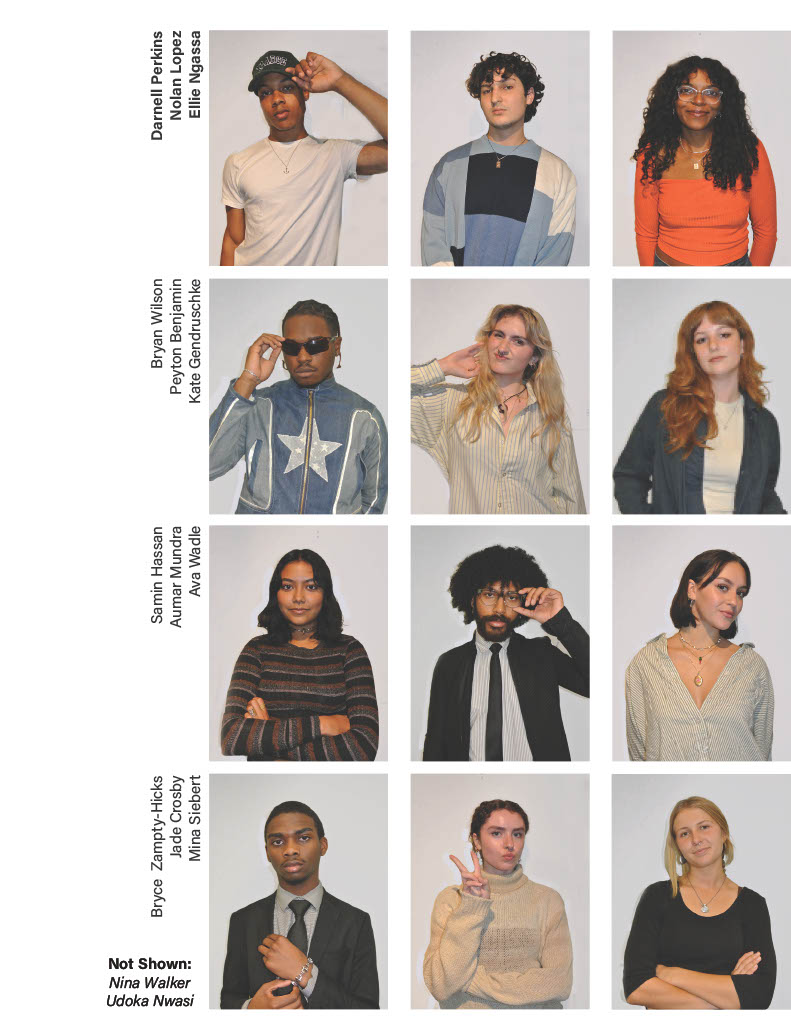 Darnell Perkins
Nolan Lopez
Ellie Ngassa
Bryan Wilson
Peyton Benjamin
Kate Gendruschke
Samin Hassan
Aumar Mundra
Ava Wadle
Bryce Zampty-Hicks
Jade Crosby
Mina Siebert
Not Shown:
Nina Walker
Udoka Nwasi